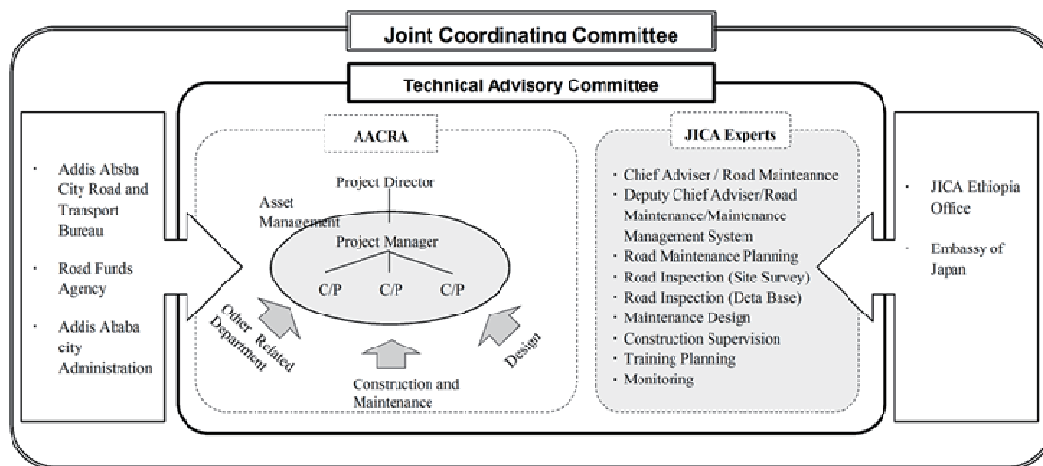 Joint Coordinating Committee
Technical Advisory Committee
· Addis Absba
City Road and
Transport
Bureau
· Road Funds
Agency
· Addis Ababa
city
Administration
AACRA
Project Director
Asset
Management
Project Manager
C/P C/P C/P
Other Related
Department
Construction and
Maintenance
Design
JICA Experts
· Chief Adviser / Road Mainteannce
· Deputy Chief Adviser/Road
Maintenance/Maintenance
Management System
· Road Maintenance Planning
· Road Inspection (Site Survey)
· Road Inspection (Deta Base)
· Maintenance Design
· Construction Supervision
· Training Planning
· Monitoring
· JICA Ethiopia
Office
· Embassy of
Japan